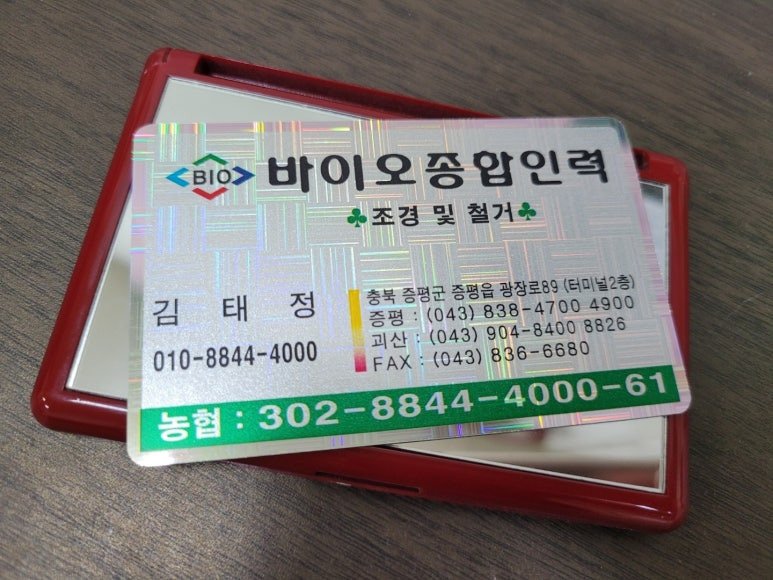 BIO 바이오종합인력
조경 및 철거
김 태 정
010-8844-4000
충북 증평군 증평읍 광장로89 (터미널2층)
증평 : (043) 838-4700 4900
괴산 : (043) 904-8400 8826
FAX : (043) 836-6680
농협 : 302-8844-4000-61